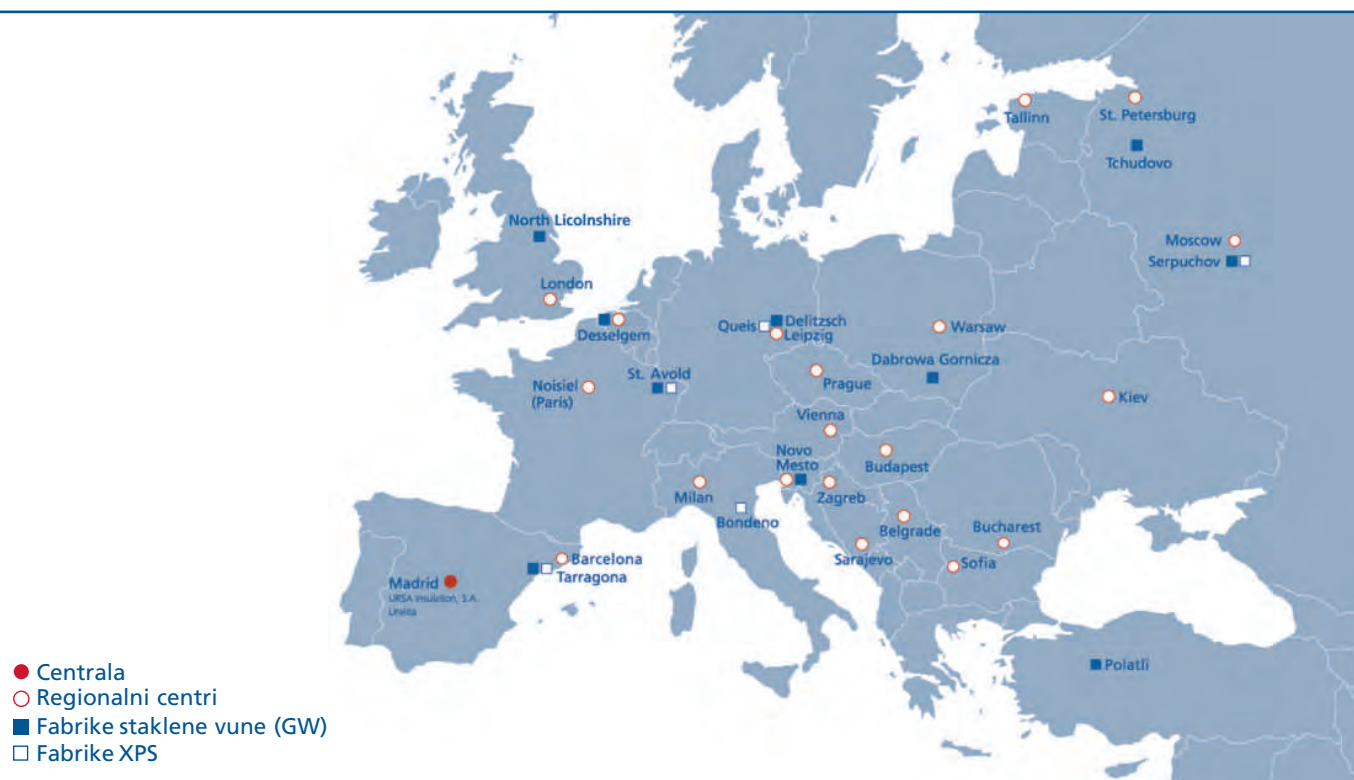 Tallinn
St. Petersburg
Tchudovo
North Licolnshire
Moscow
Serpuchov
London
Desselgem
Queis
Delitzsch
Leipzig
Warsaw
Dabrowa Gornicza
St. Avold
Noisiel
(Paris)
Prague
Kiev
Vienna
Budapest
Novo
Mesto
Milan
Zagreb
Bondeno
Belgrade
Bucharest
Sarajevo
Sofia
Barcelona
Tarragona
Madrid
URSA Insulation, S.A.
Uralita
Polatli
Centrala
Regionalni centri
Fabrike staklene vune (GW)
Fabrike XPS